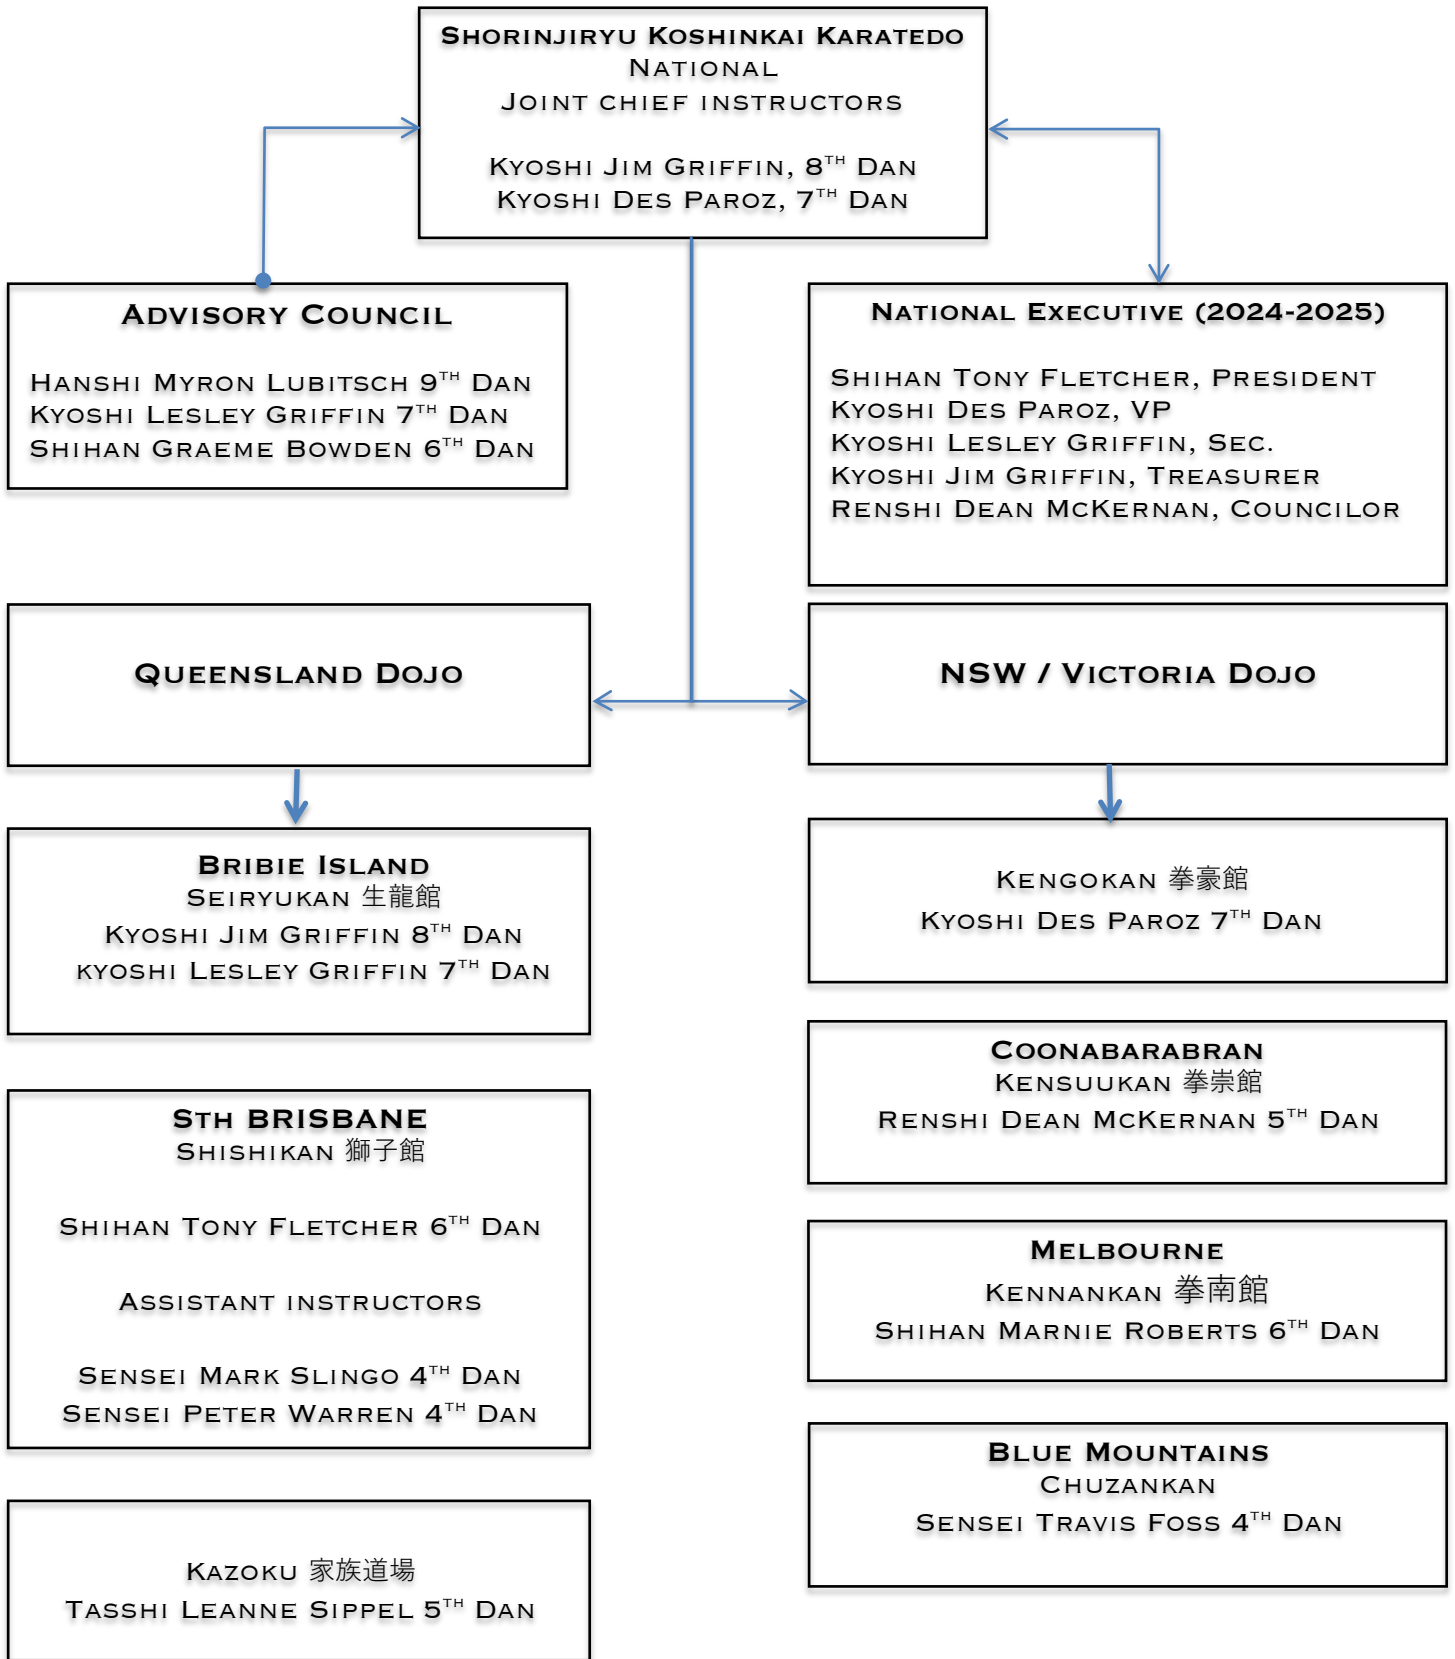 Shorinjiryu Koshinkai Karatedo
National
Joint chief instructors
Kyoshi Jim Griffin, 8th Dan
Kyoshi Des Paroz, 7th Dan
Advisory Council
Hanshi Myron Lubitsch 9th Dan
Kyoshi Lesley Griffin 7th Dan
Shihan Graeme Bowden 6th Dan
National Executive (2024-2025)
Shihan Tony Fletcher, President
Kyoshi Des Paroz, VP
Kyoshi Lesley Griffin, Sec.
Kyoshi Jim Griffin, Treasurer
Renshi Dean McKernan, Councilor
Queensland Dojo
NSW / Victoria Dojo
Bribie Island
Seiryukan 生龍館
Kyoshi Jim Griffin 8th Dan
kyoshi Lesley Griffin 7th Dan
Sth BRISBANE
Shishikan 獅子館
Shihan Tony Fletcher 6th Dan
Assistant instructors
Sensei Mark Slingo 4th Dan
Sensei Peter Warren 4th Dan
Kazoku 家族道場
Tasshi Leanne Sippel 5th Dan
Kengokan 拳豪館
Kyoshi Des Paroz 7th Dan
Coonabarabran
Kensuukan 拳崇館
Renshi Dean McKernan 5th Dan
Melbourne
Kennankan 拳南館
Shihan Marnie Roberts 6th Dan
Blue Mountains
Chuzankan
Sensei Travis Foss 4th Dan